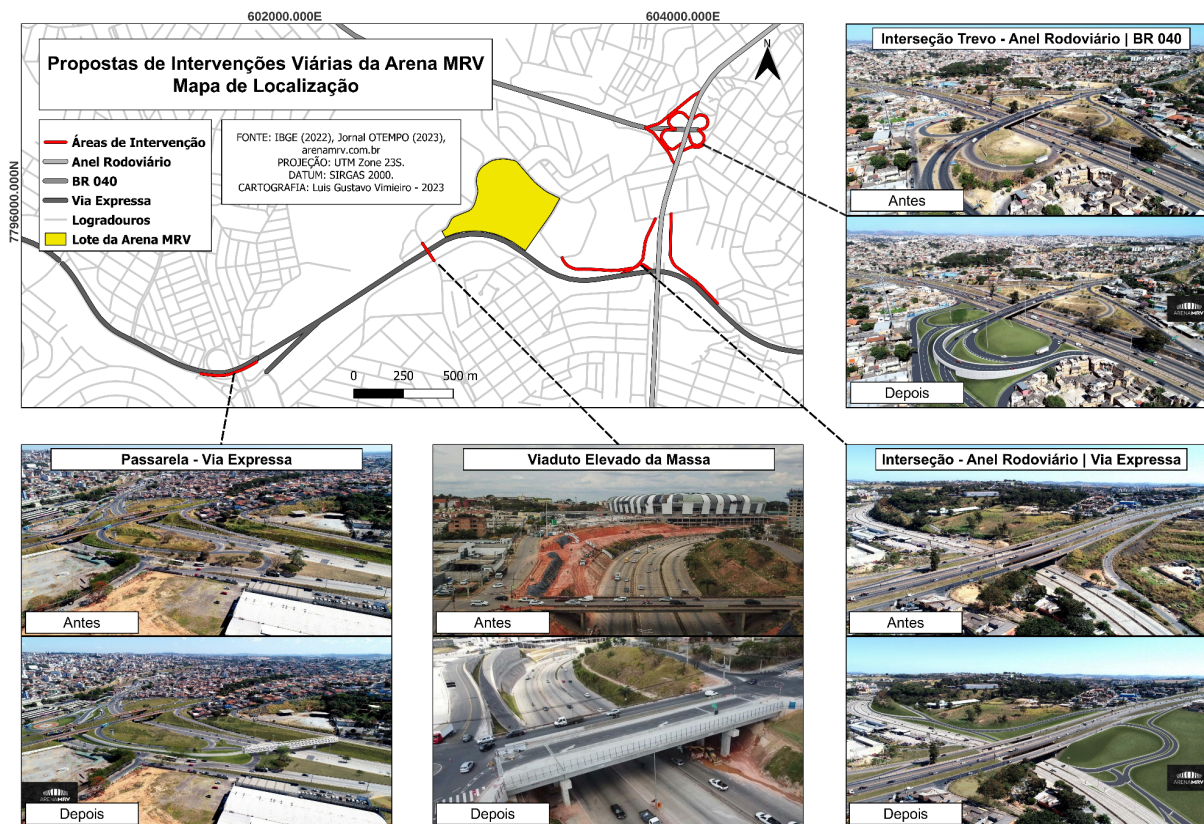 602000.000E
604000.000E
7796000.000N
Propostas de Intervenções Viárias da Arena MRV
Mapa de Localização
Áreas de Intervenção
Anel Rodoviário
BR 040
Via Expressa
Logradouros
Lote da Arena MRV
FONTE: IBGE (2022), Jornal OTEMPO (2023),
arenamrv.com.br
PROJEÇÃO: UTM Zone 23S.
DATUM: SIRGAS 2000.
CARTOGRAFIA: Luis Gustavo Vimieiro - 2023
N
0 250 500 m
Interseção Trevo - Anel Rodoviário | BR 040
Antes
ARENAMRV
Depois
Passarela - Via Expressa
Antes
ARENAMRV
Depois
Viaduto Elevado da Massa
Antes
Depois
Interseção - Anel Rodoviário | Via Expressa
Antes
ARENAMRV
Depois